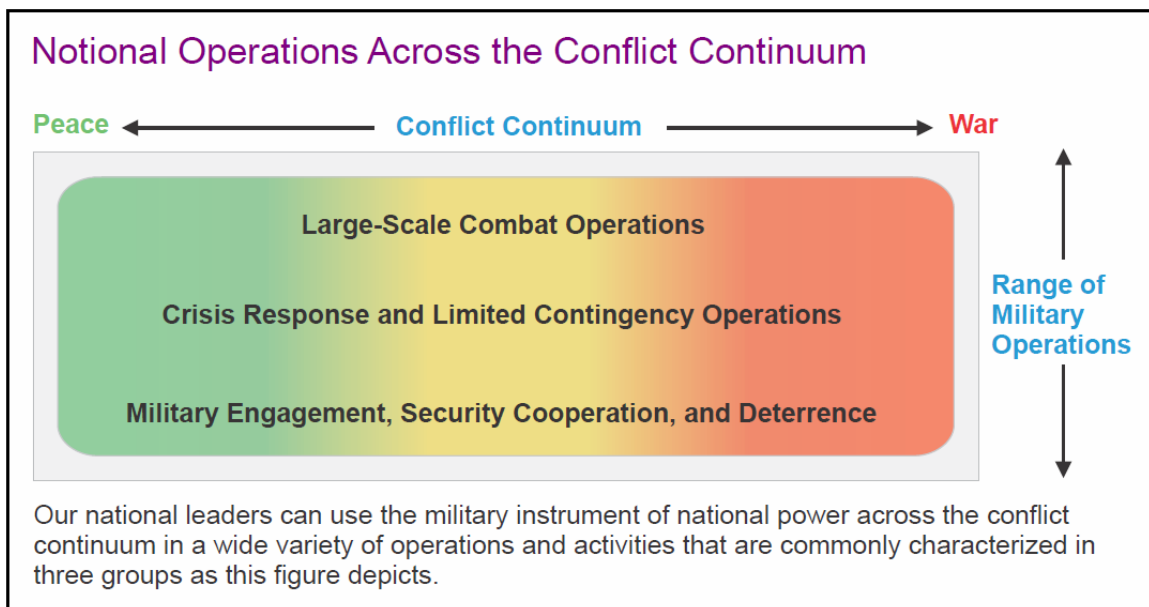 Notional Operations Across the Conflict Continuum
Peace
Conflict Continuum
War
Large-Scale Combat Operations
Crisis Response and Limited Contingency Operations
Military Engagement, Security Cooperation, and Deterrence
Range of
Military
Operations
Our national leaders can use the military instrument of national power across the conflict
continuum in a wide variety of operations and activities that are commonly characterized in
three groups as this figure depicts.